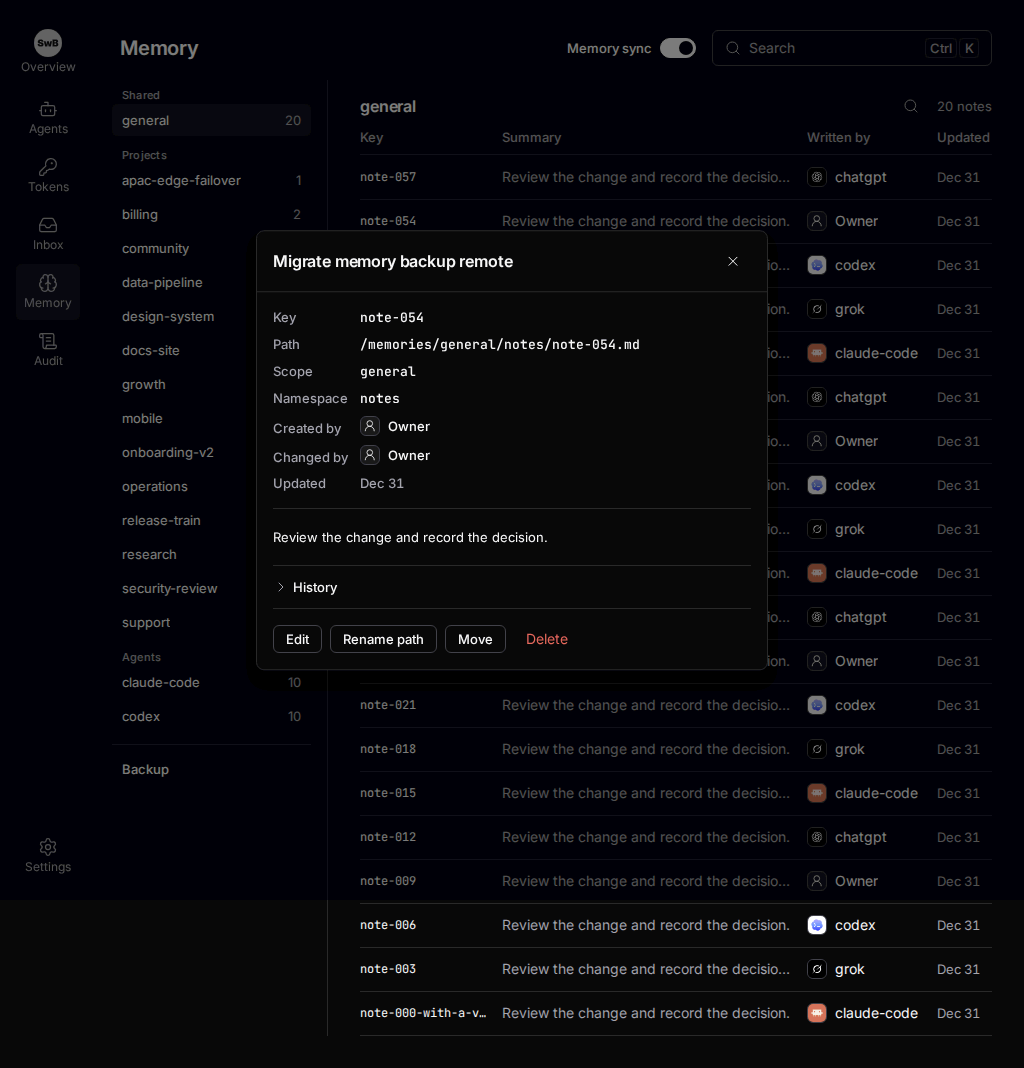 SwB
Overview
Agents
Tokens
Inbox
Memory
Audit
Settings
Memory
Memory sync
Search
Ctrl K
Shared
general 20
Projects
apac-edge-failover 1
billing 2
community
data-pipeline
design-system
docs-site
growth
mobile
onboarding-v2
operations
release-train
research
security-review
support
Agents
claude-code 10
codex 10
Backup
general
20 notes
Key Summary Written by Updated
note-057 Review the change and record the decisio... chatgpt Dec 31
note-054 Review the change and record the decision. Owner Dec 31
io... codex Dec 31
on. grok Dec 31
io... claude-code Dec 31
on. chatgpt Dec 31
io... Owner Dec 31
on. codex Dec 31
io... grok Dec 31
on. claude-code Dec 31
io... chatgpt Dec 31
on. Owner Dec 31
note-021 Review the change and record the decisio... codex Dec 31
note-018 Review the change and record the decision. grok Dec 31
note-015 Review the change and record the decisio... claude-code Dec 31
note-012 Review the change and record the decision. chatgpt Dec 31
note-009 Review the change and record the decisio... Owner Dec 31
note-006 Review the change and record the decision. codex Dec 31
note-003 Review the change and record the decisio... grok Dec 31
note-000-with-a-v… Review the change and record the decision. claude-code Dec 31
Migrate memory backup remote
Key note-054
Path /memories/general/notes/note-054.md
Scope general
Namespace notes
Created by Owner
Changed by Owner
Updated Dec 31
Review the change and record the decision.
History
Edit Rename path Move Delete